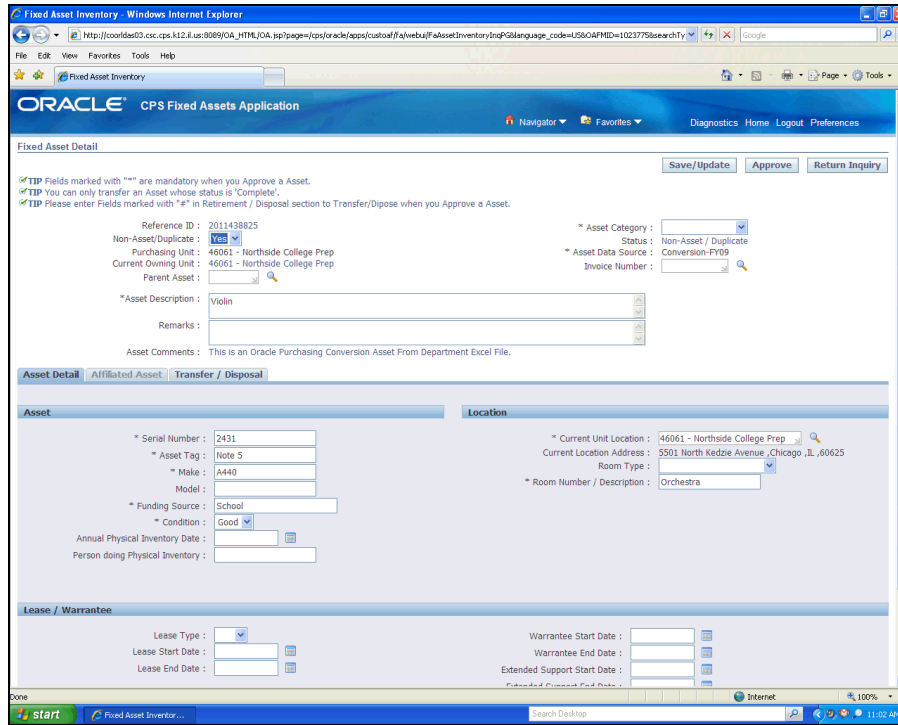 Fixed Asset Inventory - Windows Internet Explorer
http://coorldas03.csc.cps.k12.il.us:8089/OA_HTML/OA.jsp?page=/cps/oracle/apps/custoaf/fa/webui/FaAssetInventoryInqPG&language_code=US&OAFMID=1023775&searchTy
Google
File Edit View Favorites Tools Help
Fixed Asset Inventory
Page Tools
ORACLE CPS Fixed Assets Application
Navigator Favorites Diagnostics Home Logout Preferences
Fixed Asset Detail
Save/Update Approve Return Inquiry
TIP Fields marked with "*" are mandatory when you Approve a Asset.
TIP You can only transfer an Asset whose status is 'Complete'.
TIP Please enter Fields marked with "#" in Retirement / Disposal section to Transfer/Dipose when you Approve a Asset.
Reference ID : 2011438825
Non-Asset/Duplicate : Yes
Purchasing Unit : 46061 - Northside College Prep
Current Owning Unit : 46061 - Northside College Prep
Parent Asset :
* Asset Category :
Status : Non-Asset / Duplicate
* Asset Data Source : Conversion-FY09
Invoice Number :
*Asset Description : Violin
Remarks :
Asset Comments : This is an Oracle Purchasing Conversion Asset From Department Excel File.
Asset Detail Affiliated Asset Transfer / Disposal
Asset
* Serial Number : 2431
* Asset Tag : Note 5
* Make : A440
Model :
* Funding Source : School
* Condition : Good
Annual Physical Inventory Date :
Person doing Physical Inventory :
Location
* Current Unit Location : 46061 - Northside College Prep
Current Location Address : 5501 North Kedzie Avenue ,Chicago ,IL ,60625
Room Type :
* Room Number / Description : Orchestra
Lease / Warrantee
Lease Type :
Lease Start Date :
Lease End Date :
Warrantee Start Date :
Warrantee End Date :
Extended Support Start Date :
Extended Support End Date :
Done
Internet
100%
start
Fixed Asset Inventor...
Search Desktop
11:02 AM